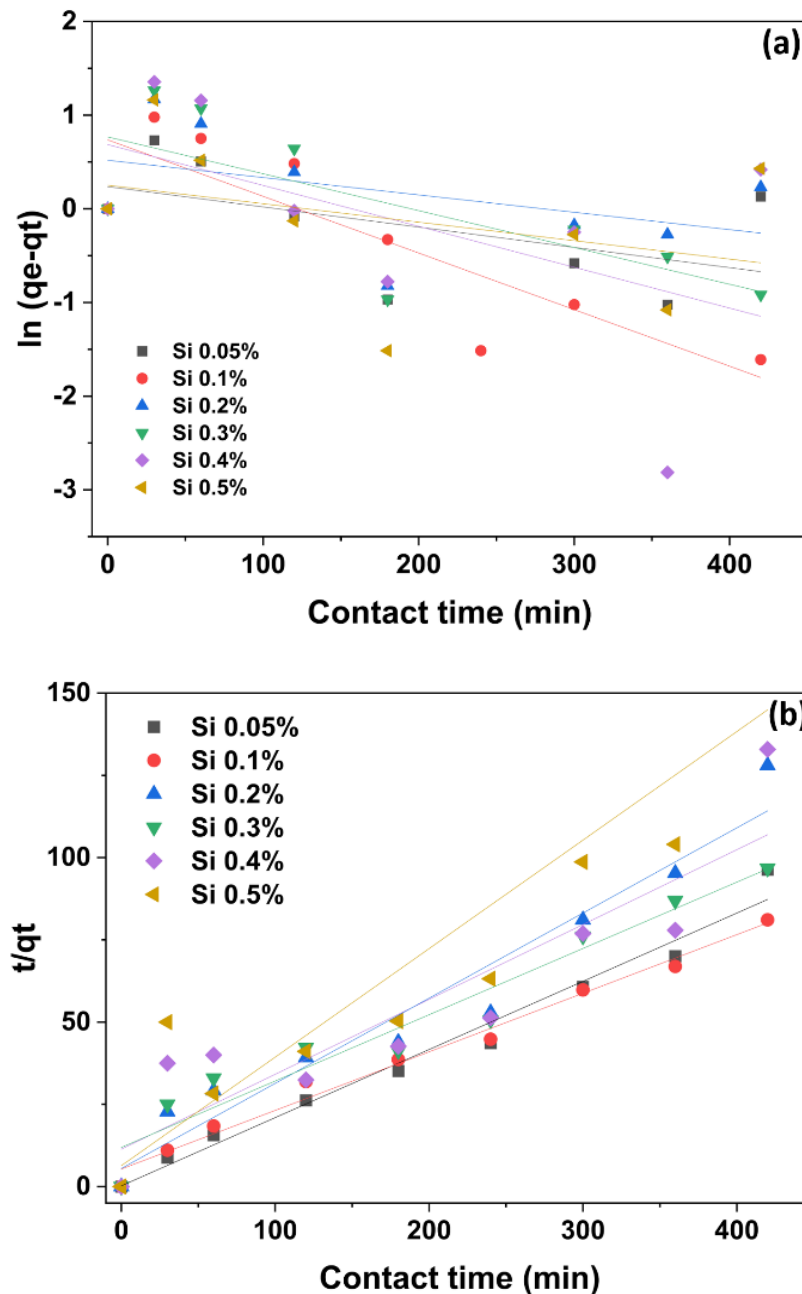 (a)
2
1
0
-1
-2
-3
ln (qe-qt)
Si 0.05%
Si 0.1%
Si 0.2%
Si 0.3%
Si 0.4%
Si 0.5%
0 100 200 300 400
Contact time (min)
(b)
150
100
50
0
t/qt
Si 0.05%
Si 0.1%
Si 0.2%
Si 0.3%
Si 0.4%
Si 0.5%
0 100 200 300 400
Contact time (min)